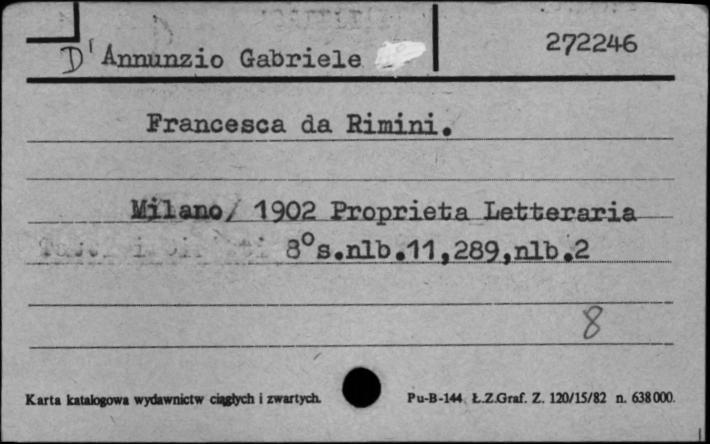 D'Annunzio Gabriele 272246
Francesca da Rimini.
Milano/ 1902 Proprieta Letteraria
8°s.nlb.11,289,nlb.2
8
Karta katalogowa wydawnictw ciągłych i zwartych. Pu-B-144 Ł.Z.Graf. Z. 120/15/82 n. 638000.